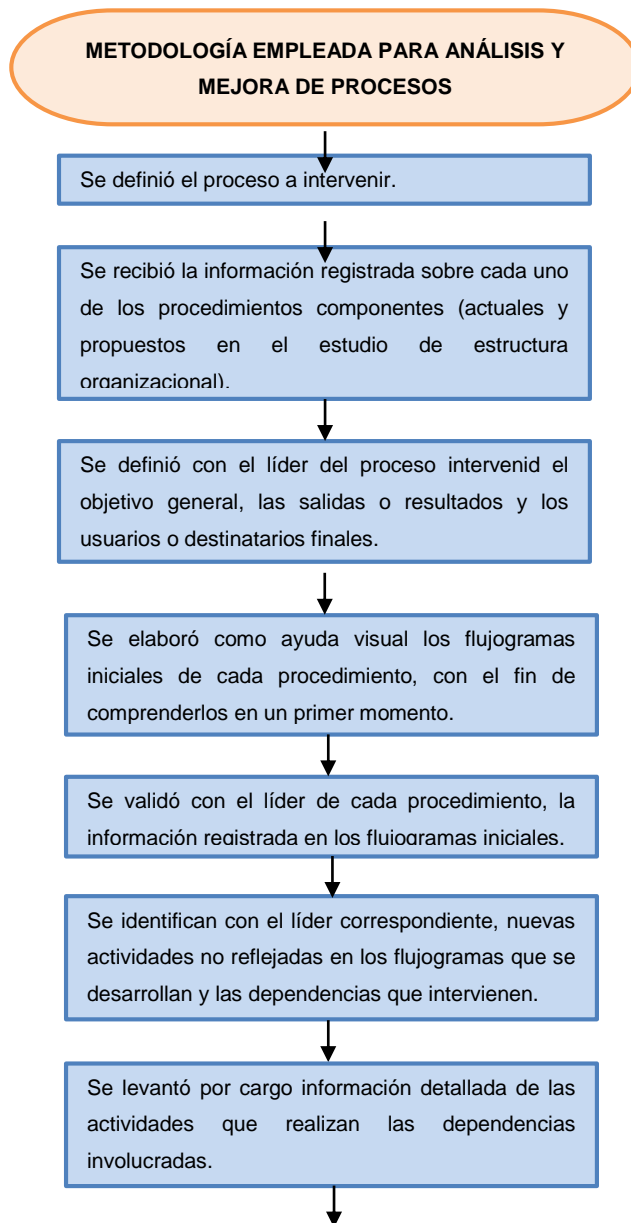 METODOLOGÍA EMPLEADA PARA ANÁLISIS Y
MEJORA DE PROCESOS
Se definió el proceso a intervenir.
Se recibió la información registrada sobre cada uno
de los procedimientos componentes (actuales y
propuestos en el estudio de estructura
organizacional).
Se definió con el líder del proceso intervenid el
objetivo general, las salidas o resultados y los
usuarios o destinatarios finales.
Se elaboró como ayuda visual los flujogramas
iniciales de cada procedimiento, con el fin de
comprenderlos en un primer momento.
Se validó con el líder de cada procedimiento, la
información registrada en los flujogramas iniciales.
Se identifican con el líder correspondiente, nuevas
actividades no reflejadas en los flujogramas que se
desarrollan y las dependencias que intervienen.
Se levantó por cargo información detallada de las
actividades que realizan las dependencias
involucradas.